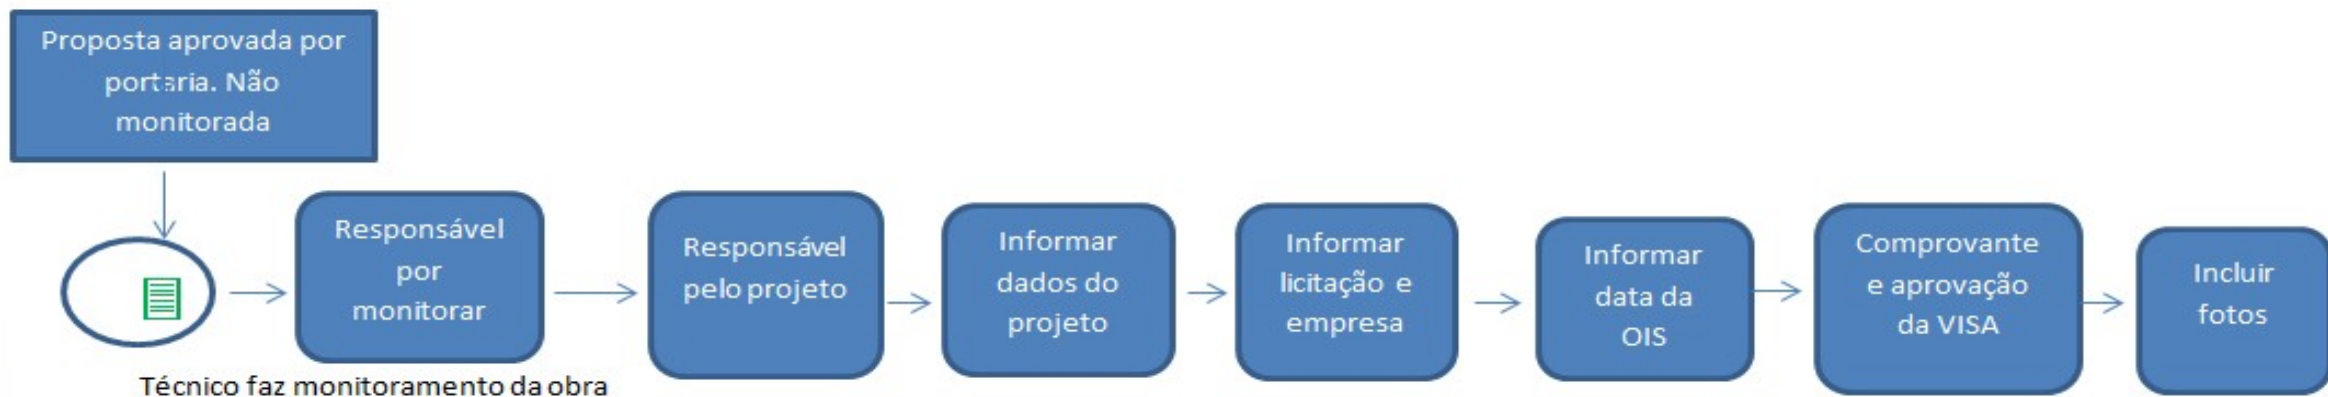 Proposta aprovada por
portaria. Não
monitorada
Responsável
por
monitorar
Responsável
pelo projeto
Informar
dados do
projeto
Informar
licitação e
empresa
Informar
data da
OIS
Comprovante
e aprovação
da VISA
Incluir
fotos
Técnico faz monitoramento da obra